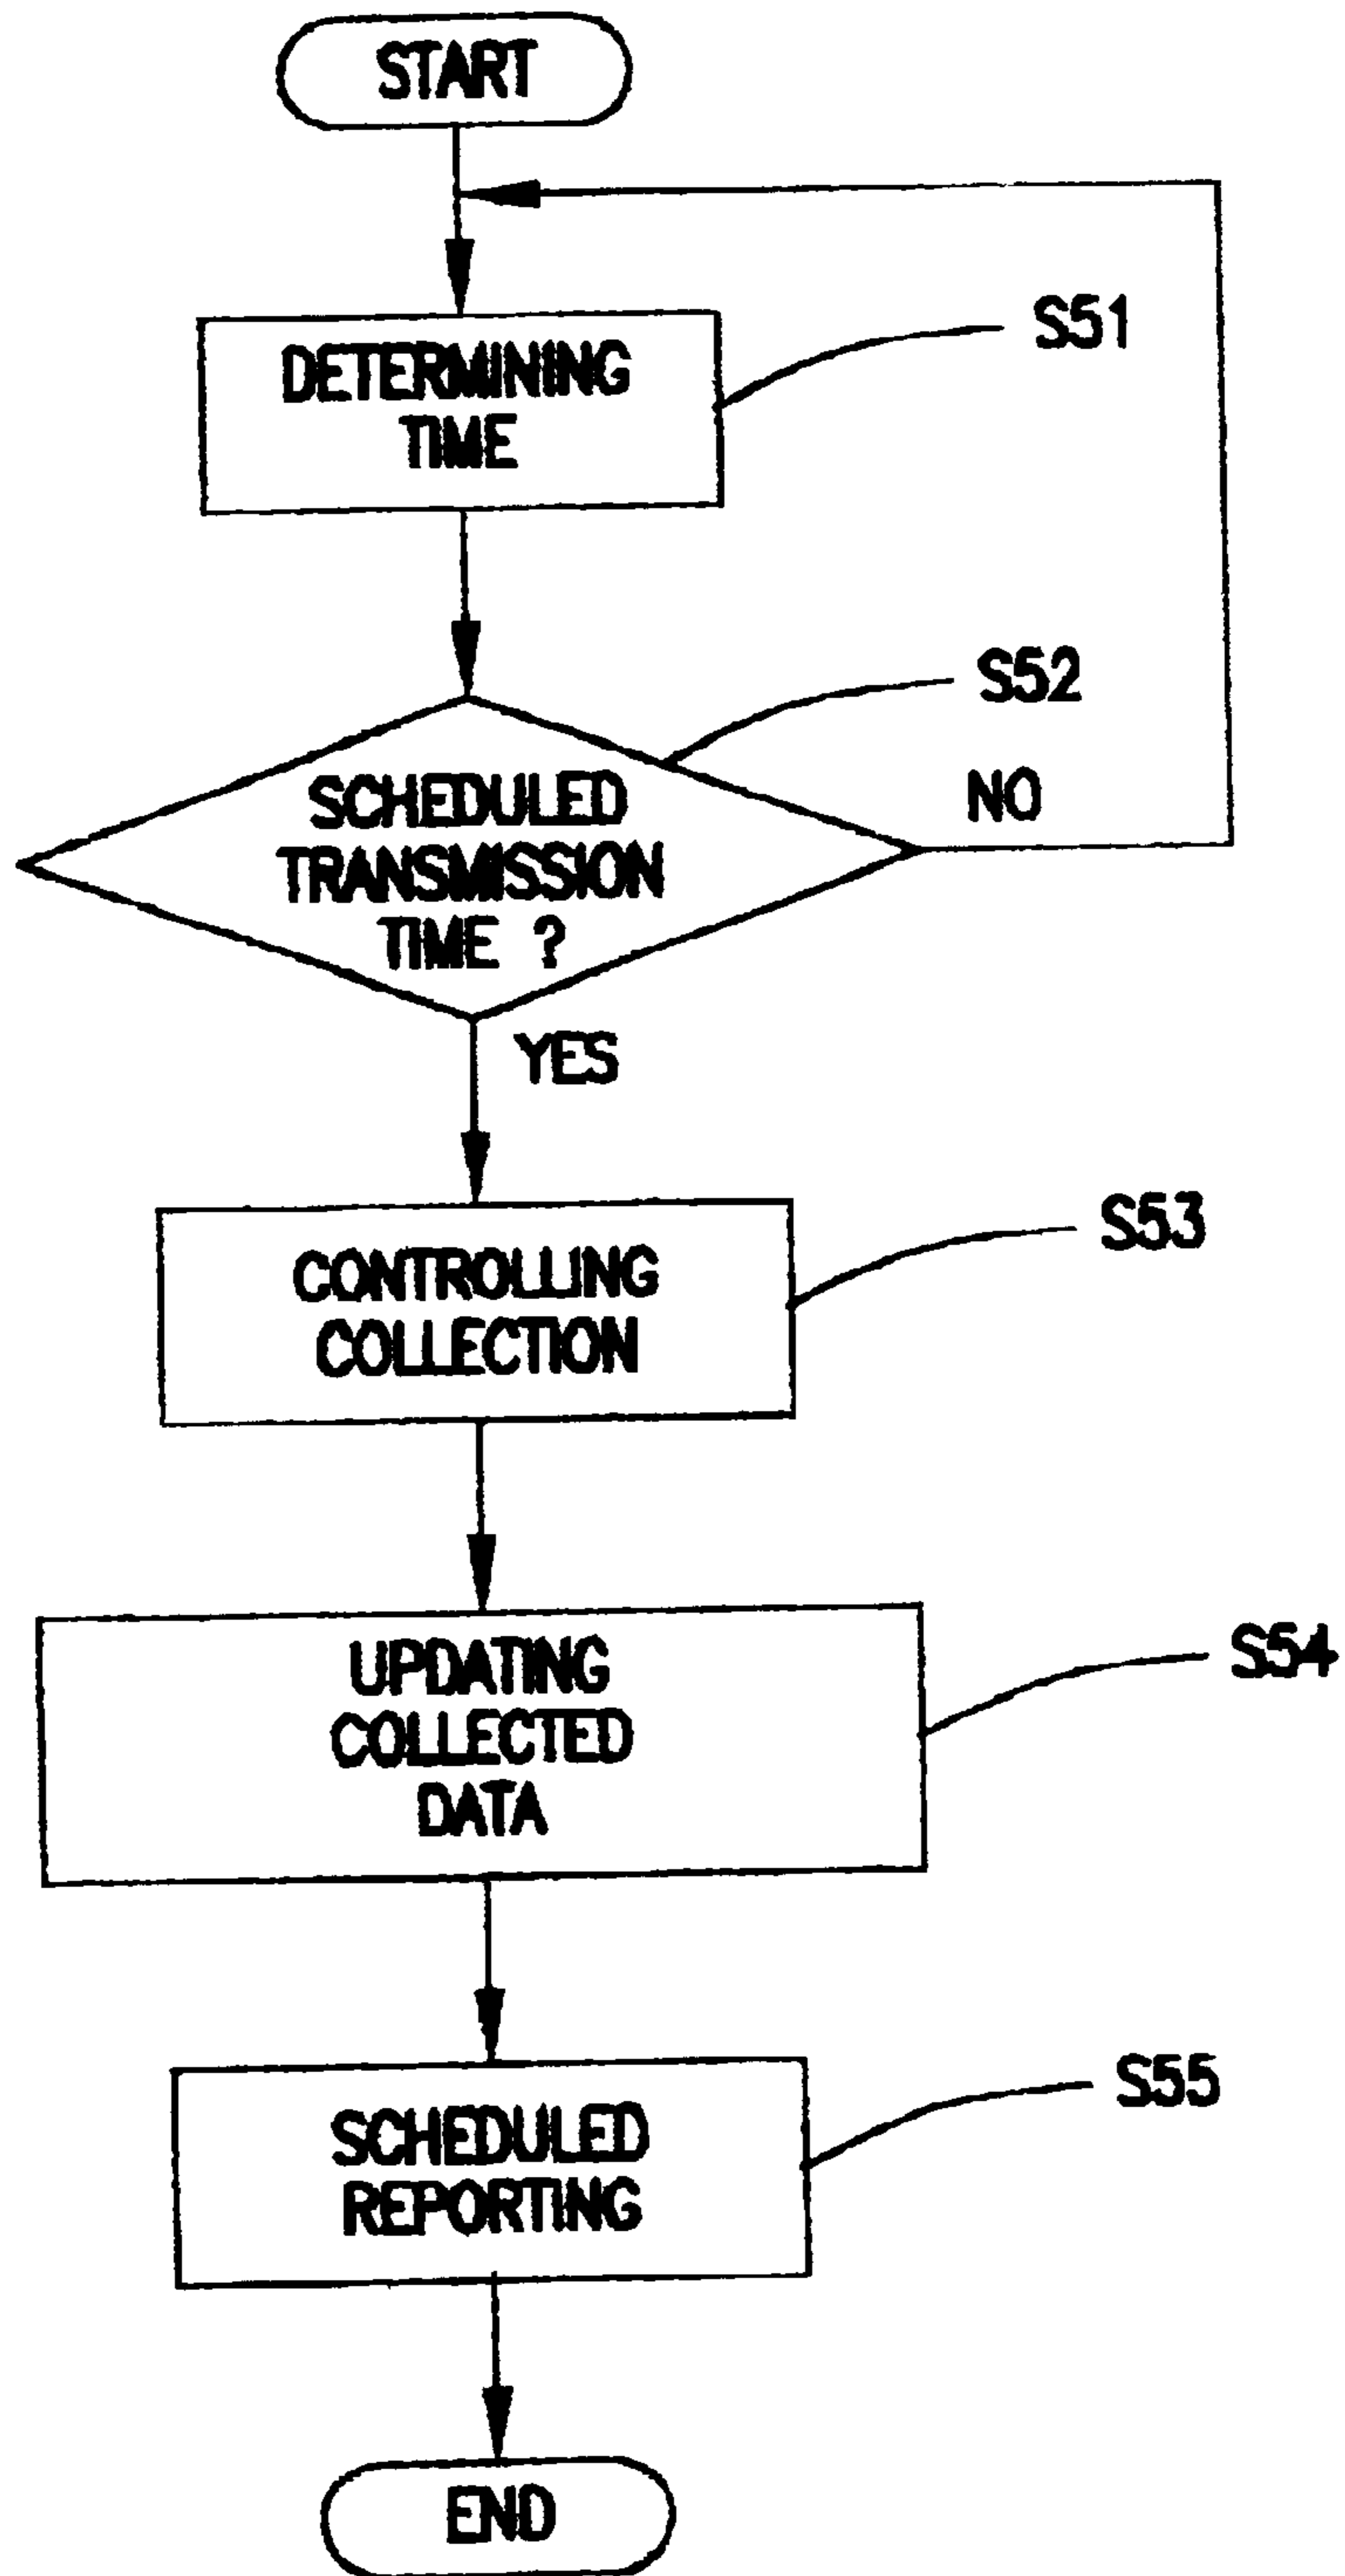 START
DETERMINING
TIME
S51
SCHEDULED
TRANSMISSION
TIME ?
S52
NO
YES
CONTROLLING
COLLECTION
S53
UPDATING
COLLECTED
DATA
S54
SCHEDULED
REPORTING
S55
END